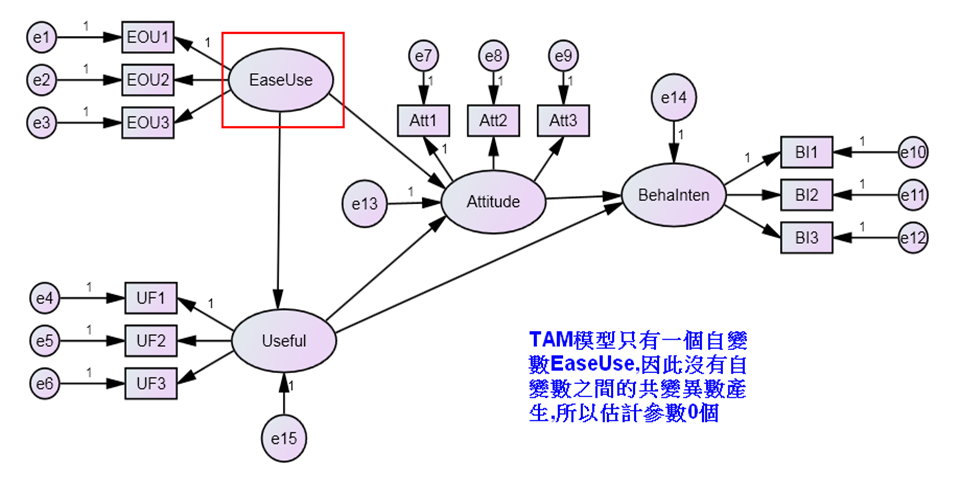 e1
1
EOU1
1
e2
1
EOU2
e3
1
EOU3
EaseUse
e7
e8
e9
1
1
1
Att1
Att2
Att3
1
e14
1
e13
1
Attitude
BehaInten
1
BI1
1
e10
BI2
1
e11
BI3
1
e12
e4
1
UF1
1
e5
1
UF2
e6
1
UF3
Useful
1
e15
TAM模型只有一個自變
數EaseUse,因此沒有自
變數之間的共變異數產
生,所以估計參數0個